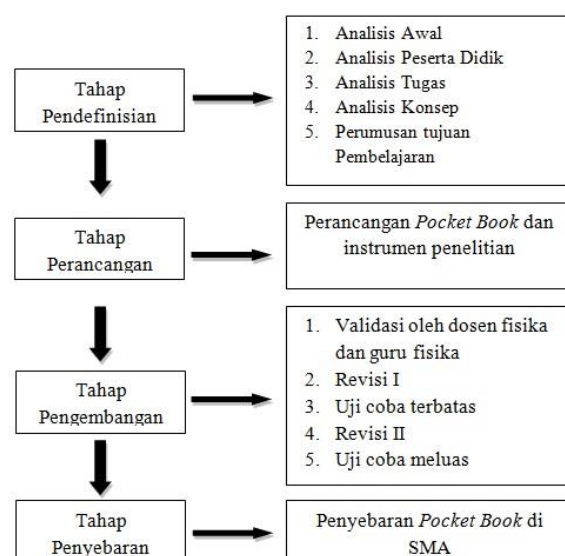 Tahap
Pendefinisian
1. Analisis Awal
2. Analisis Peserta Didik
3. Analisis Tugas
4. Analisis Konsep
5. Perumusan tujuan
Pembelajaran
Tahap
Perancangan
Perancangan Pocket Book dan
instrumen penelitian
Tahap
Pengembangan
1. Validasi oleh dosen fisika
dan guru fisika
2. Revisi I
3. Uji coba terbatas
4. Revisi II
5. Uji coba meluas
Tahap
Penyebaran
Penyebaran Pocket Book di
SMA